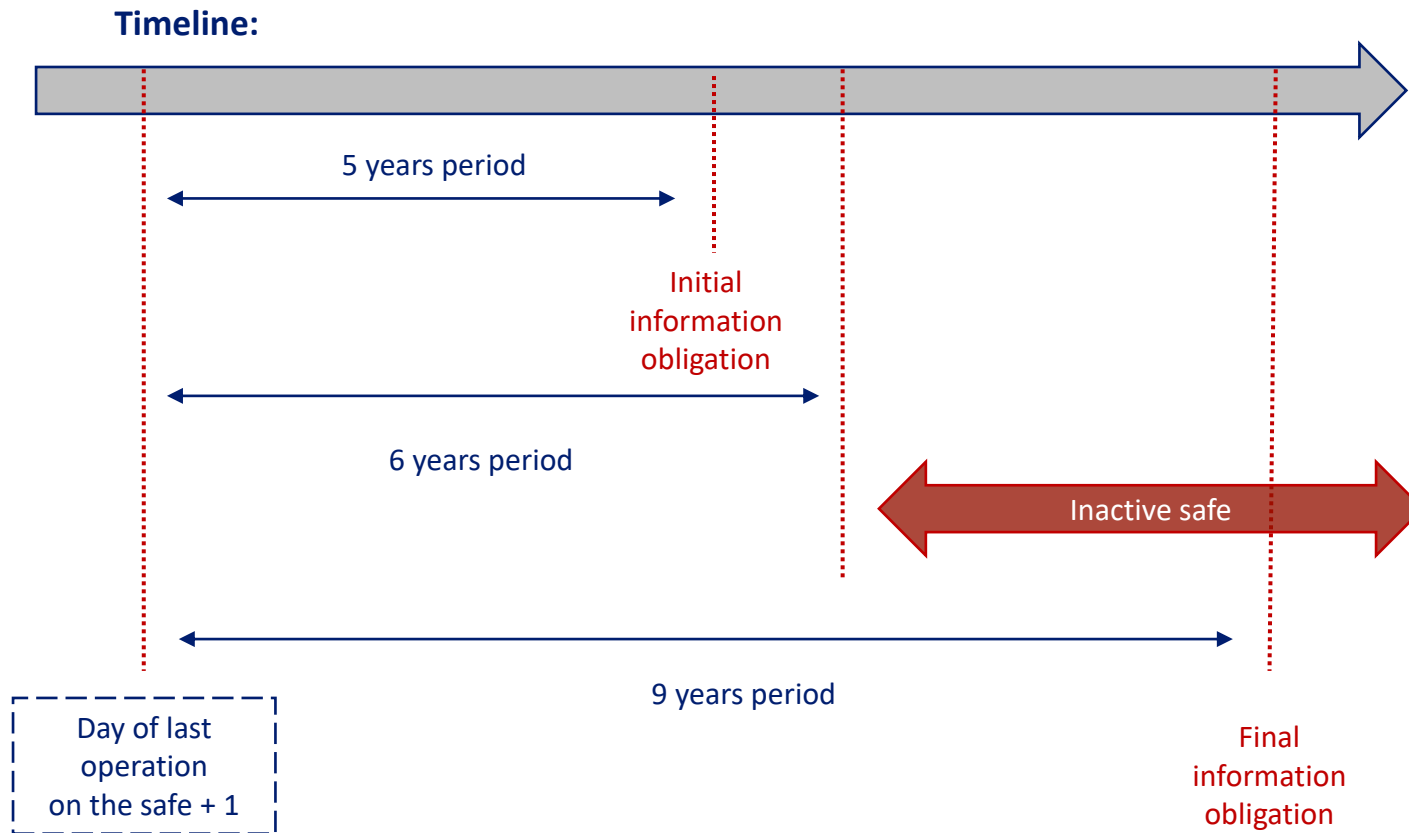 Timeline:
5 years period
Initial
information
obligation
6 years period
Inactive safe
9 years period
Day of last
operation
on the safe + 1
Final
information
obligation